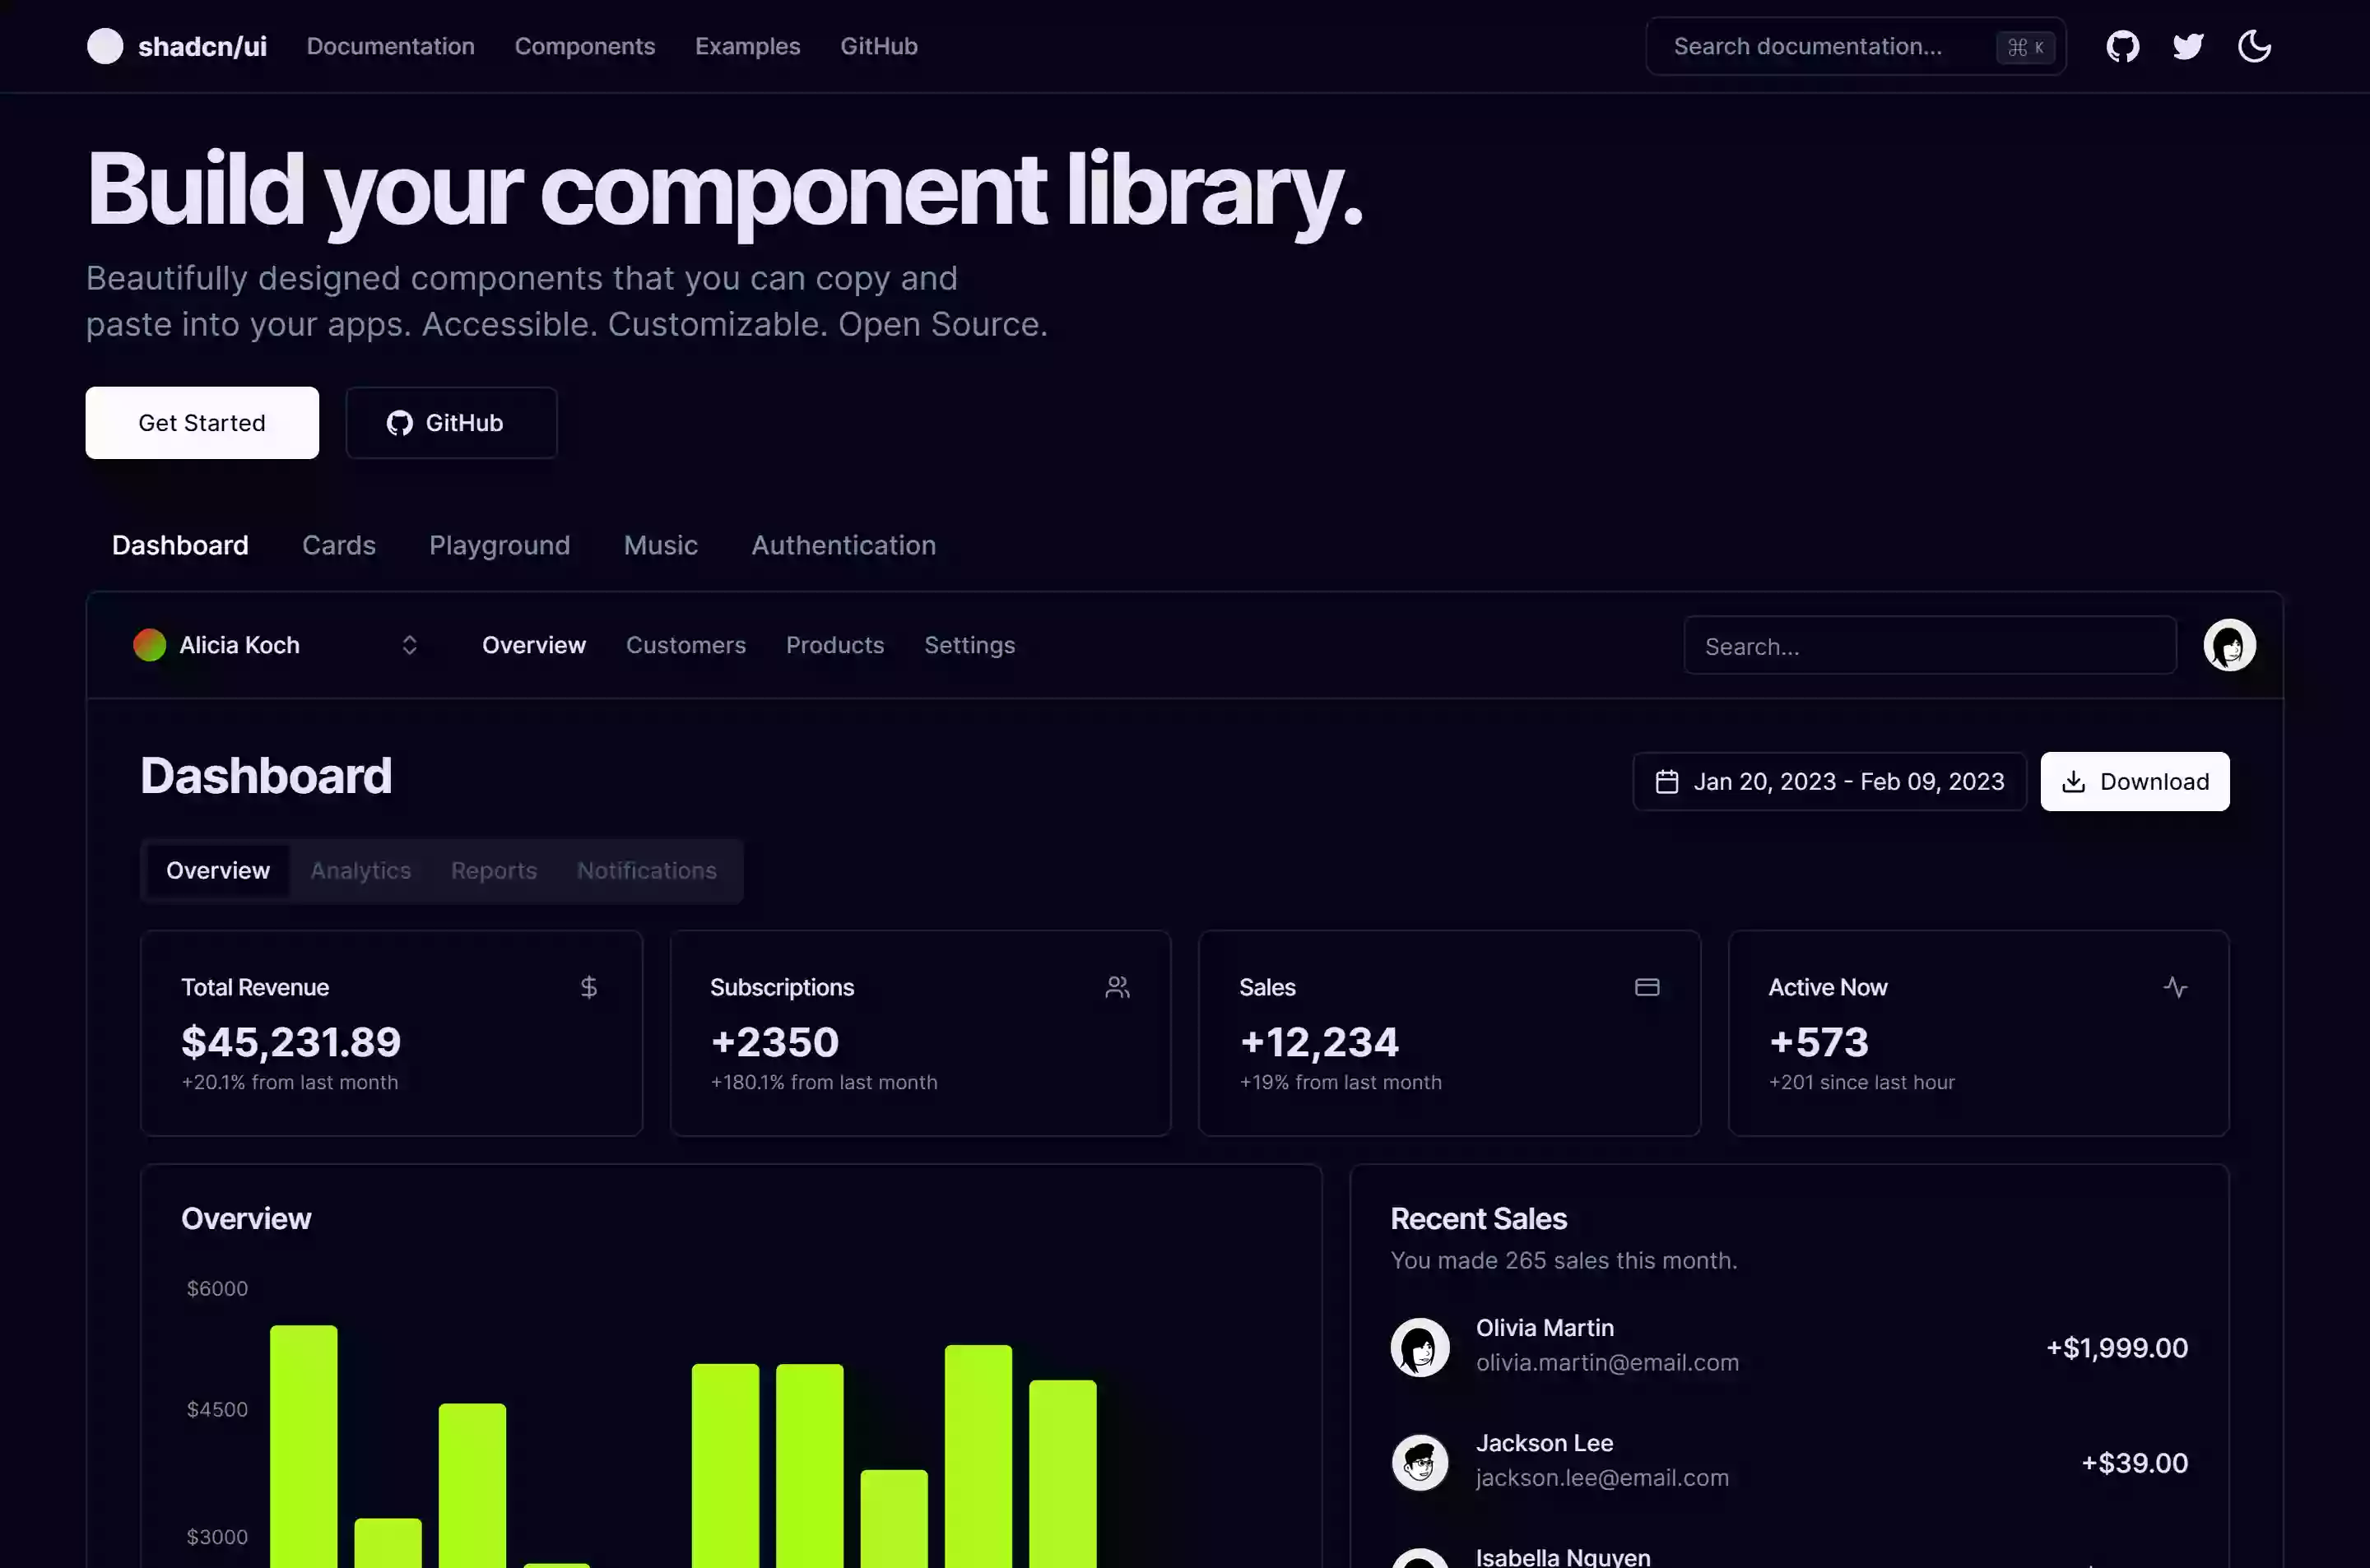 shadcn/ui Documentation Components Examples GitHub Search documentation... ⌘ K
Build your component library.
Beautifully designed components that you can copy and
paste into your apps. Accessible. Customizable. Open Source.
Get Started GitHub
Dashboard Cards Playground Music Authentication
Alicia Koch Overview Customers Products Settings Search...
Dashboard Jan 20, 2023 - Feb 09, 2023 Download
Overview Analytics Reports Notifications
Total Revenue
$45,231.89
+20.1% from last month
Subscriptions
+2350
+180.1% from last month
Sales
+12,234
+19% from last month
Active Now
+573
+201 since last hour
Overview
$6000
$4500
$3000
Recent Sales
You made 265 sales this month.
Olivia Martin
olivia.martin@email.com
+$1,999.00
Jackson Lee
jackson.lee@email.com
+$39.00
Isabella Nguyen